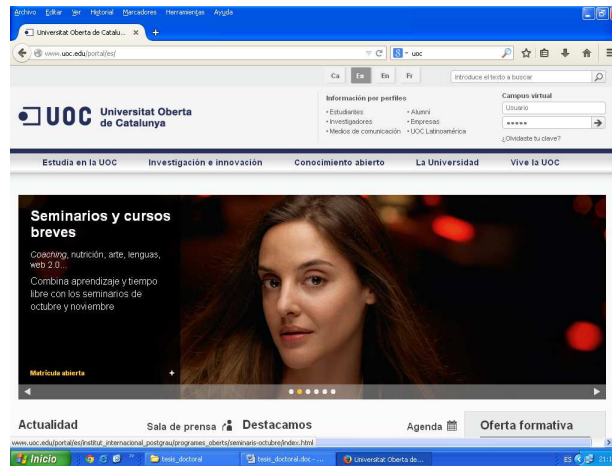 Archivo Editar Ver Historial Marcadores Herramientas Ayuda
Universitat Oberta de Catalu... × +
www.uoc.edu/portal/es/
uoc
Ca Es En Fr
Introduce el texto a buscar
UOC Universitat Oberta
de Catalunya
Información por perfiles
• Estudiantes
• Investigadores
• Medios de comunicación
• Alumni
• Empresas
• UOC Latinoamérica
Campus virtual
Usuario
•••••
¿Olvidaste tu clave?
Estudia en la UOC Investigación e innovación Conocimiento abierto La Universidad Vive la UOC
Seminarios y cursos
breves
Coaching, nutrición, arte, lenguas,
web 2.0...
Combina aprendizaje y tiempo
libre con los seminarios de
octubre y noviembre
Matrícula abierta +
Actualidad Sala de prensa Destacamos Agenda Oferta formativa
www.uoc.edu/portal/es/institut_internacional_postgrau/programes_oberts/seminaris-octubre/index.html
Inicio tesis_doctoral tesis_doctoral.doc - ... Universitat Oberta de... ES